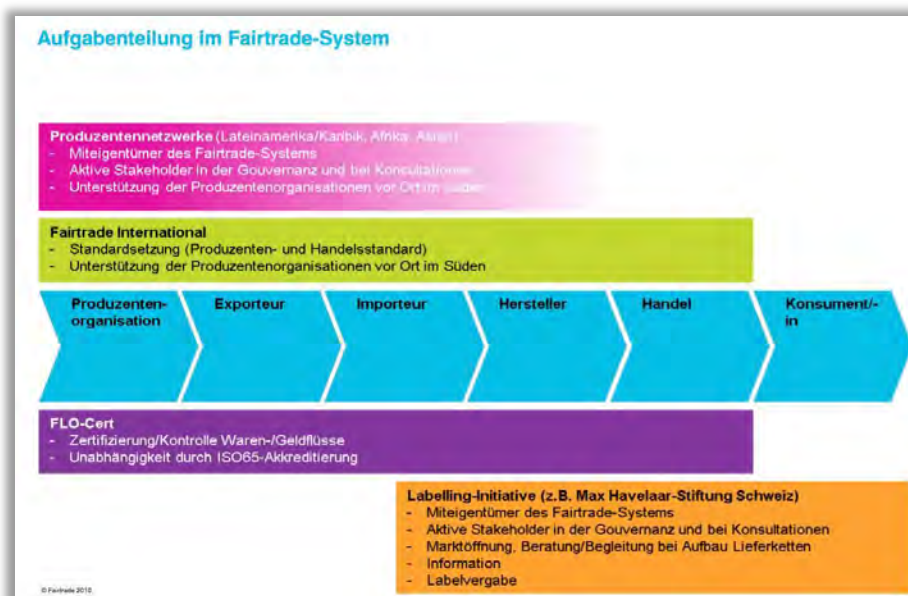 Aufgabenteilung im Fairtrade-System
Produzentennetzwerke (Lateinamerika/Karibik, Afrika, Asien)
- Miteigentümer des Fairtrade-Systems
- Aktive Stakeholder in der Gouvernanz und bei Konsultationen
- Unterstützung der Produzentenorganisationen vor Ort im Süden
Fairtrade International
- Standardsetzung (Produzenten- und Handelsstandard)
- Unterstützung der Produzentenorganisationen vor Ort im Süden
Produzenten-
organisation
Exporteur
Importeur
Hersteller
Handel
Konsument/-
in
FLO-Cert
- Zertifizierung/Kontrolle Waren-/Geldflüsse
- Unabhängigkeit durch ISO65-Akkreditierung
Labelling-Initiative (z.B. Max Havelaar-Stiftung Schweiz)
- Miteigentümer des Fairtrade-Systems
- Aktive Stakeholder in der Gouvernanz und bei Konsultationen
- Marktöffnung, Beratung/Begleitung bei Aufbau Lieferketten
- Information
- Labelvergabe
© Fairtrade